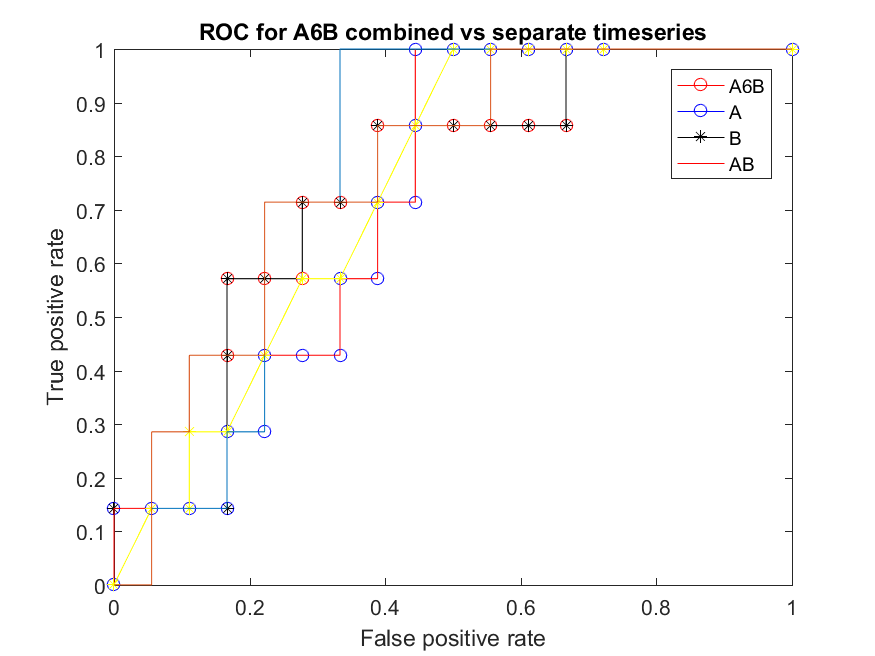 ROC for A6B combined vs separate timeseries
1
0.9
0.8
0.7
0.6
0.5
0.4
0.3
0.2
0.1
0
True positive rate
A6B
A
B
AB
0 0.2 0.4 0.6 0.8 1
False positive rate